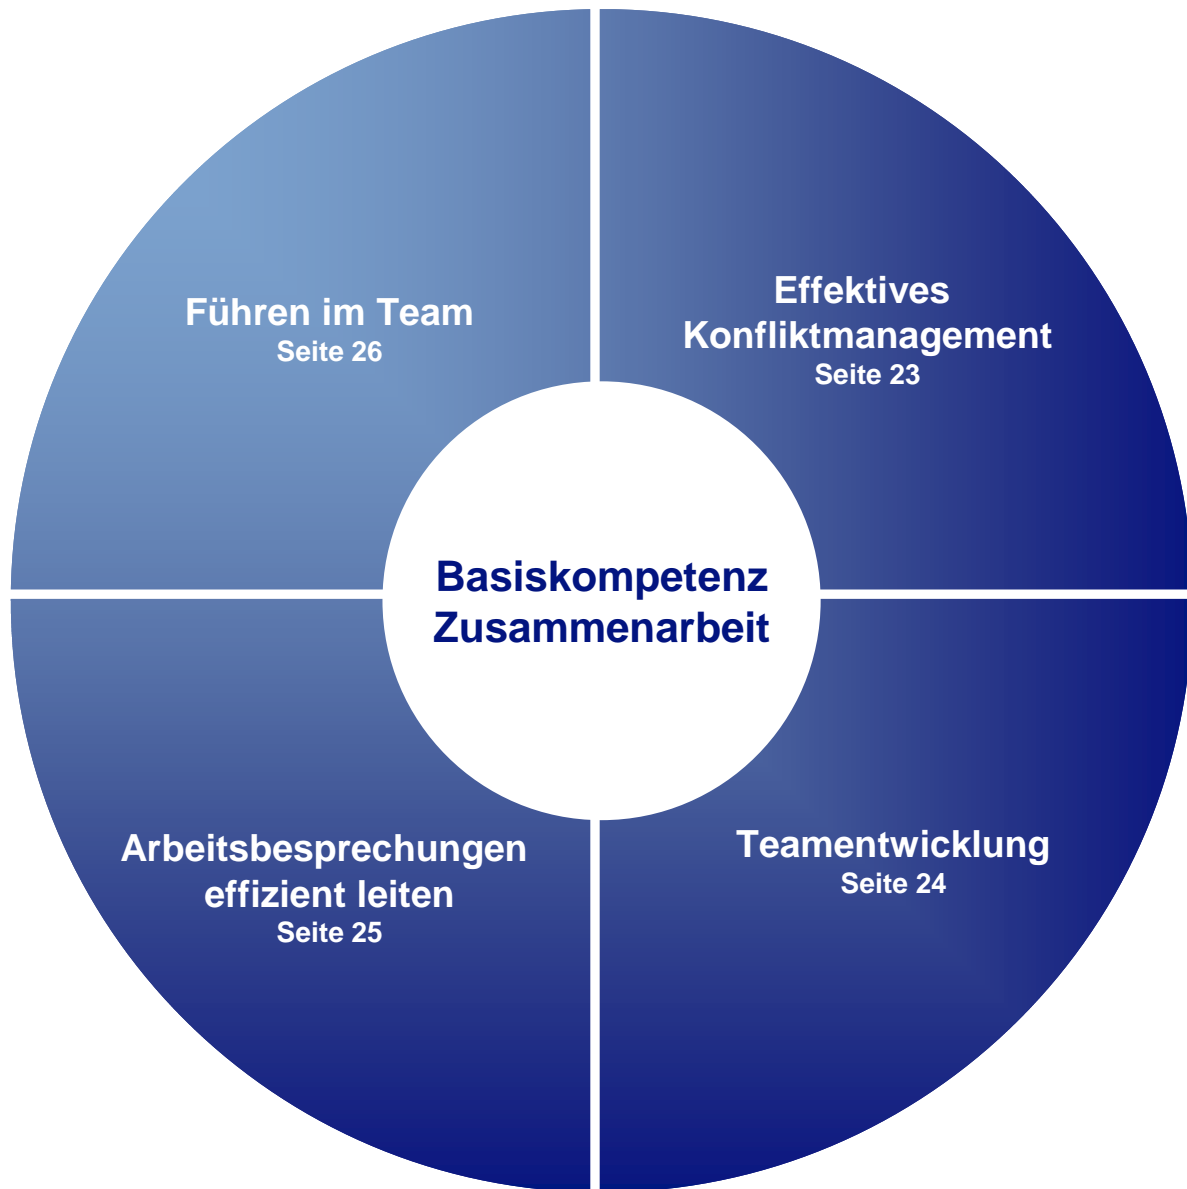 Führen im Team
Seite 26
Effektives
Konfliktmanagement
Seite 23
Basiskompetenz
Zusammenarbeit
Arbeitsbesprechungen
effizient leiten
Seite 25
Teamentwicklung
Seite 24